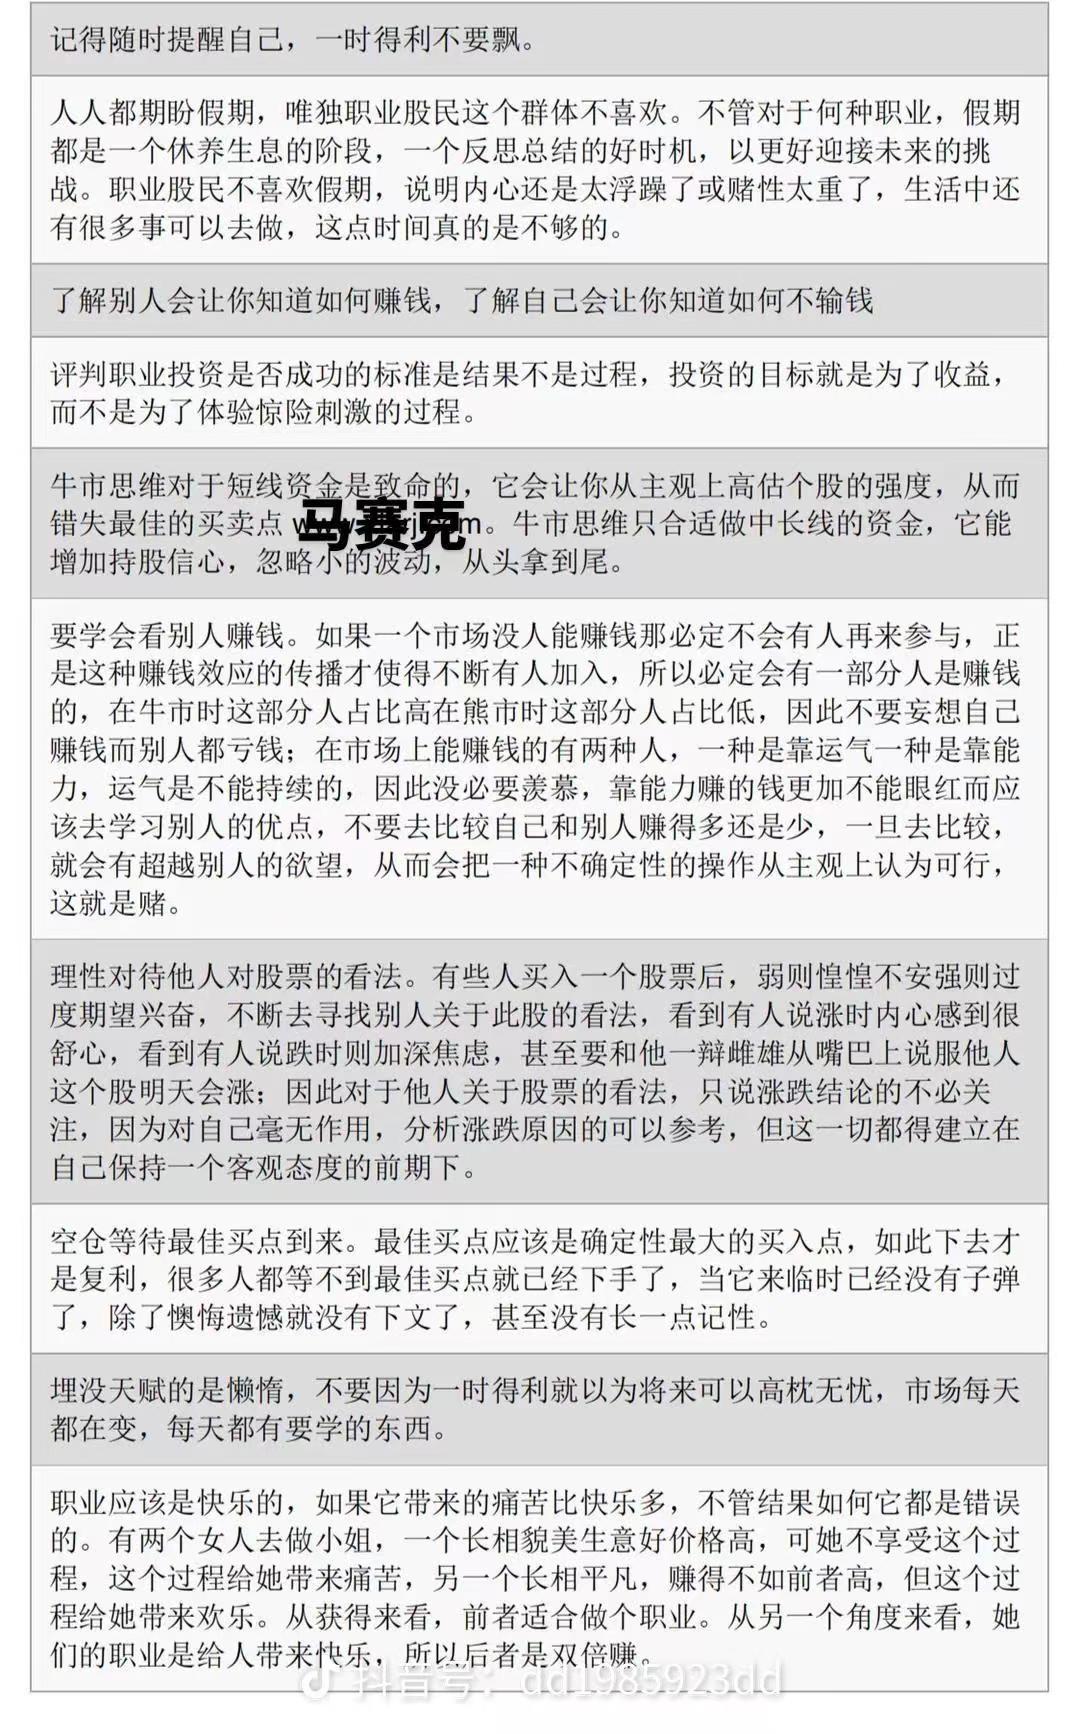 记得随时提醒自己，一时得利不要飘。
人人都期盼假期，唯独职业股民这个群体不喜欢。不管对于何种职业，假期
都是一个休养生息的阶段，一个反思总结的好时机，以更好迎接未来的挑
战。职业股民不喜欢假期，说明内心还是太浮躁了或赌性太重了，生活中还
有很多事可以去做，这点时间真的是不够的。
了解别人会让你知道如何赚钱，了解自己会让你知道如何不输钱
评判职业投资是否成功的标准是结果不是过程，投资的目标就是为了收益，
而不是为了体验惊险刺激的过程。
牛市思维对于短线资金是致命的，它会让你从主观上高估个股的强度，从而
错失最佳的买卖点 马赛克。牛市思维只合适做中长线的资金，它能
增加持股信心，忽略小的波动，从头拿到尾。
要学会看别人赚钱。如果一个市场没人能赚钱那必定不会有人再来参与，正
是这种赚钱效应的传播才使得不断有人加入，所以必定会有一部分人是赚钱
的，在牛市时这部分人占比高在熊市时这部分人占比低，因此不要妄想自己
赚钱而别人都亏钱；在市场上能赚钱的有两种人，一种是靠运气一种是靠能
力，运气是不能持续的，因此没必要羡慕，靠能力赚的钱更加不能眼红而应
该去学习别人的优点，不要去比较自己和别人赚得多还是少，一旦去比较，
就会有超越别人的欲望，从而会把一种不确定性的操作从主观上认为可行，
这就是赌。
理性对待他人对股票的看法。有些人买入一个股票后，弱则惶惶不安强则过
度期望兴奋，不断去寻找别人关于此股的看法，看到有人说涨时内心感到很
舒心，看到有人说跌时则加深焦虑，甚至要和他一辩雌雄从嘴巴上说服他人
这个股明天会涨；因此对于他人关于股票的看法，只说涨跌结论的不必关
注，因为对自己毫无作用，分析涨跌原因的可以参考，但这一切都得建立在
自己保持一个客观态度的前期下。
空仓等待最佳买点到来。最佳买点应该是确定性最大的买入点，如此下去才
是复利，很多人都等不到最佳买点就已经下手了，当它来临时已经没有子弹
了，除了懊悔遗憾就没有下文了，甚至没有长一点记性。
埋没天赋的是懒惰，不要因为一时得利就以为将来可以高枕无忧，市场每天
都在变，每天都有要学的东西。
职业应该是快乐的，如果它带来的痛苦比快乐多，不管结果如何它都是错误
的。有两个女人去做小姐，一个长相貌美生意好价格高，可她不享受这个过
程，这个过程给她带来痛苦，另一个长相平凡，赚得不如前者高，但这个过
程给她带来欢乐。从获得来看，前者适合做个职业。从另一个角度来看，她
们的职业是给人带来快乐，所以后者是双倍赚。
抖音号：dd1985923dd